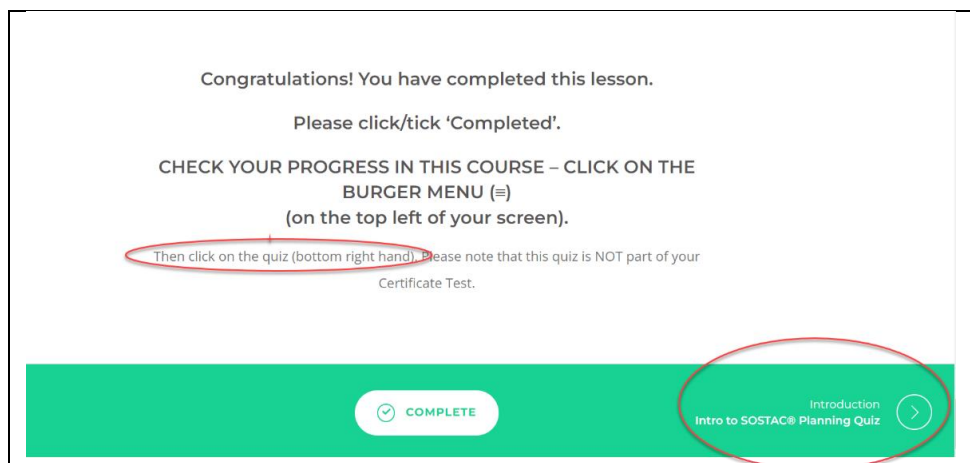 Congratulations! You have completed this lesson.
Please click/tick ‘Completed’.
CHECK YOUR PROGRESS IN THIS COURSE – CLICK ON THE
BURGER MENU (≡)
(on the top left of your screen).
Then click on the quiz (bottom right hand). Please note that this quiz is NOT part of your
Certificate Test.
COMPLETE
Introduction
Intro to SOSTAC® Planning Quiz